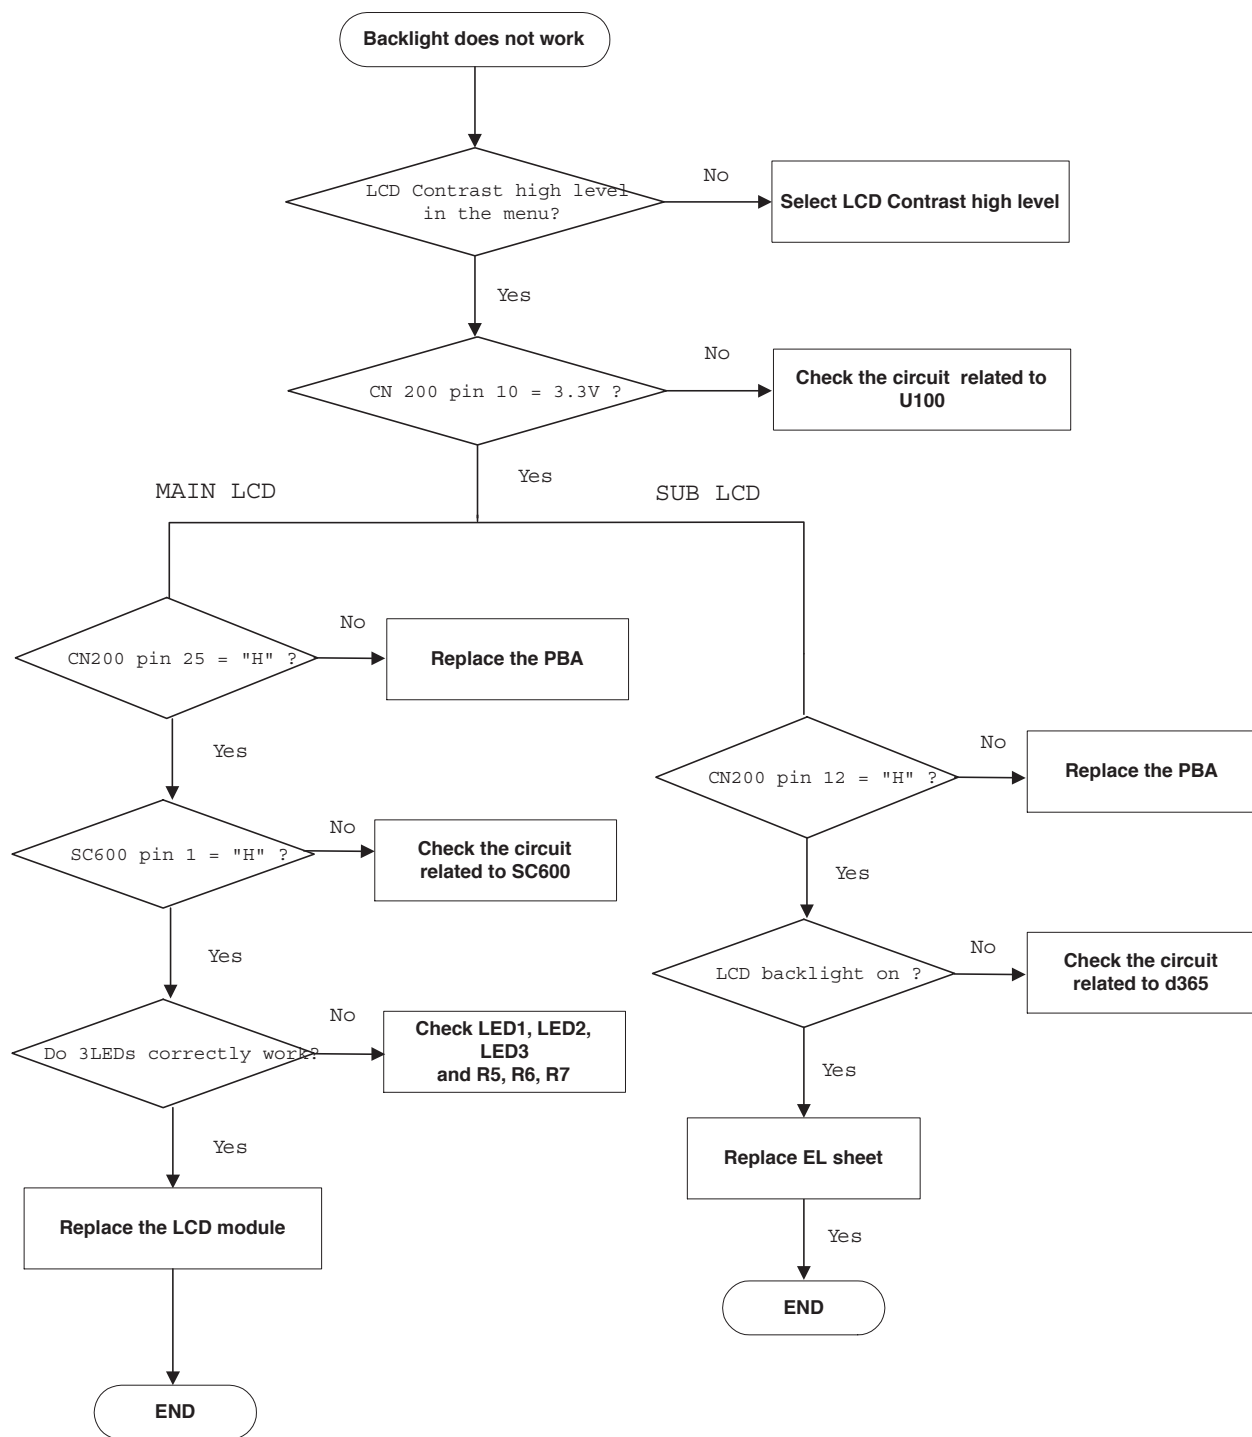 Backlight does not work
LCD Contrast high level
in the menu?
No
Select LCD Contrast high level
Yes
CN 200 pin 10 = 3.3V ?
No
Check the circuit related to
U100
Yes
MAIN LCD
SUB LCD
CN200 pin 25 = "H" ?
No
Replace the PBA
Yes
SC600 pin 1 = "H" ?
No
Check the circuit
related to SC600
Yes
Do 3LEDs correctly work?
No
Check LED1, LED2,
LED3
and R5, R6, R7
Yes
Replace the LCD module
END
CN200 pin 12 = "H" ?
No
Replace the PBA
Yes
LCD backlight on ?
No
Check the circuit
related to d365
Yes
Replace EL sheet
Yes
END